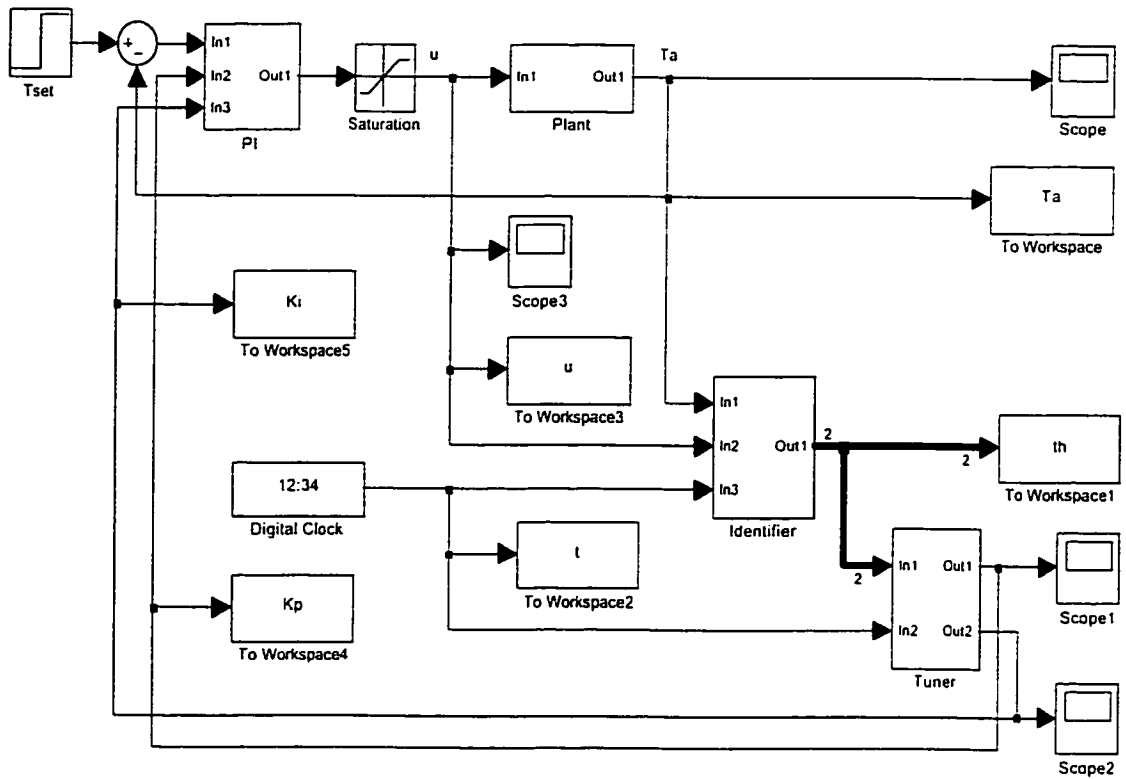 Tset
+
-
In1
In2
In3
Out1
PI
Saturation
u
In1
Out1
Plant
Ta
Scope
Ta
To Workspace
Scope3
Ki
To Workspace5
u
To Workspace3
In1
In2
In3
Out1
Identifier
2
2
th
To Workspace1
12:34
Digital Clock
t
To Workspace2
2
In1
In2
Out1
Out2
Tuner
Scope1
Kp
To Workspace4
Scope2